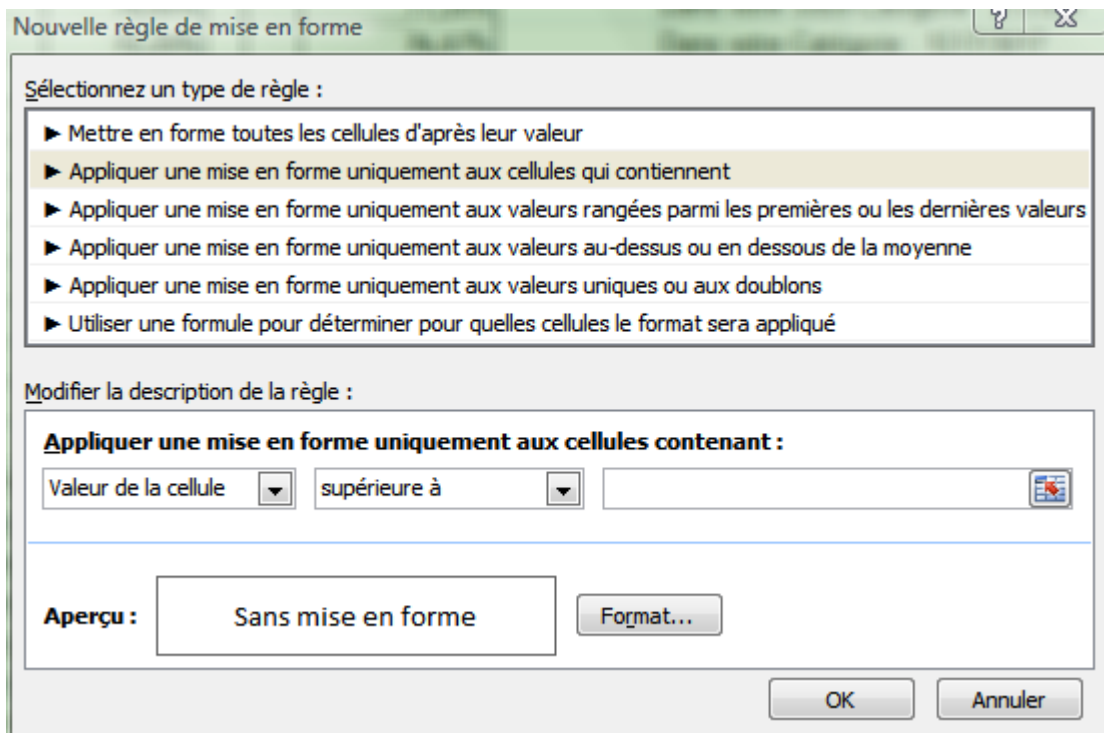 Nouvelle règle de mise en forme
Sélectionnez un type de règle :
► Mettre en forme toutes les cellules d'après leur valeur
► Appliquer une mise en forme uniquement aux cellules qui contiennent
► Appliquer une mise en forme uniquement aux valeurs rangées parmi les premières ou les dernières valeurs
► Appliquer une mise en forme uniquement aux valeurs au-dessus ou en dessous de la moyenne
► Appliquer une mise en forme uniquement aux valeurs uniques ou aux doublons
► Utiliser une formule pour déterminer pour quelles cellules le format sera appliqué
Modifier la description de la règle :
Appliquer une mise en forme uniquement aux cellules contenant :
Valeur de la cellule supérieure à
Aperçu : Sans mise en forme Format...
OK Annuler